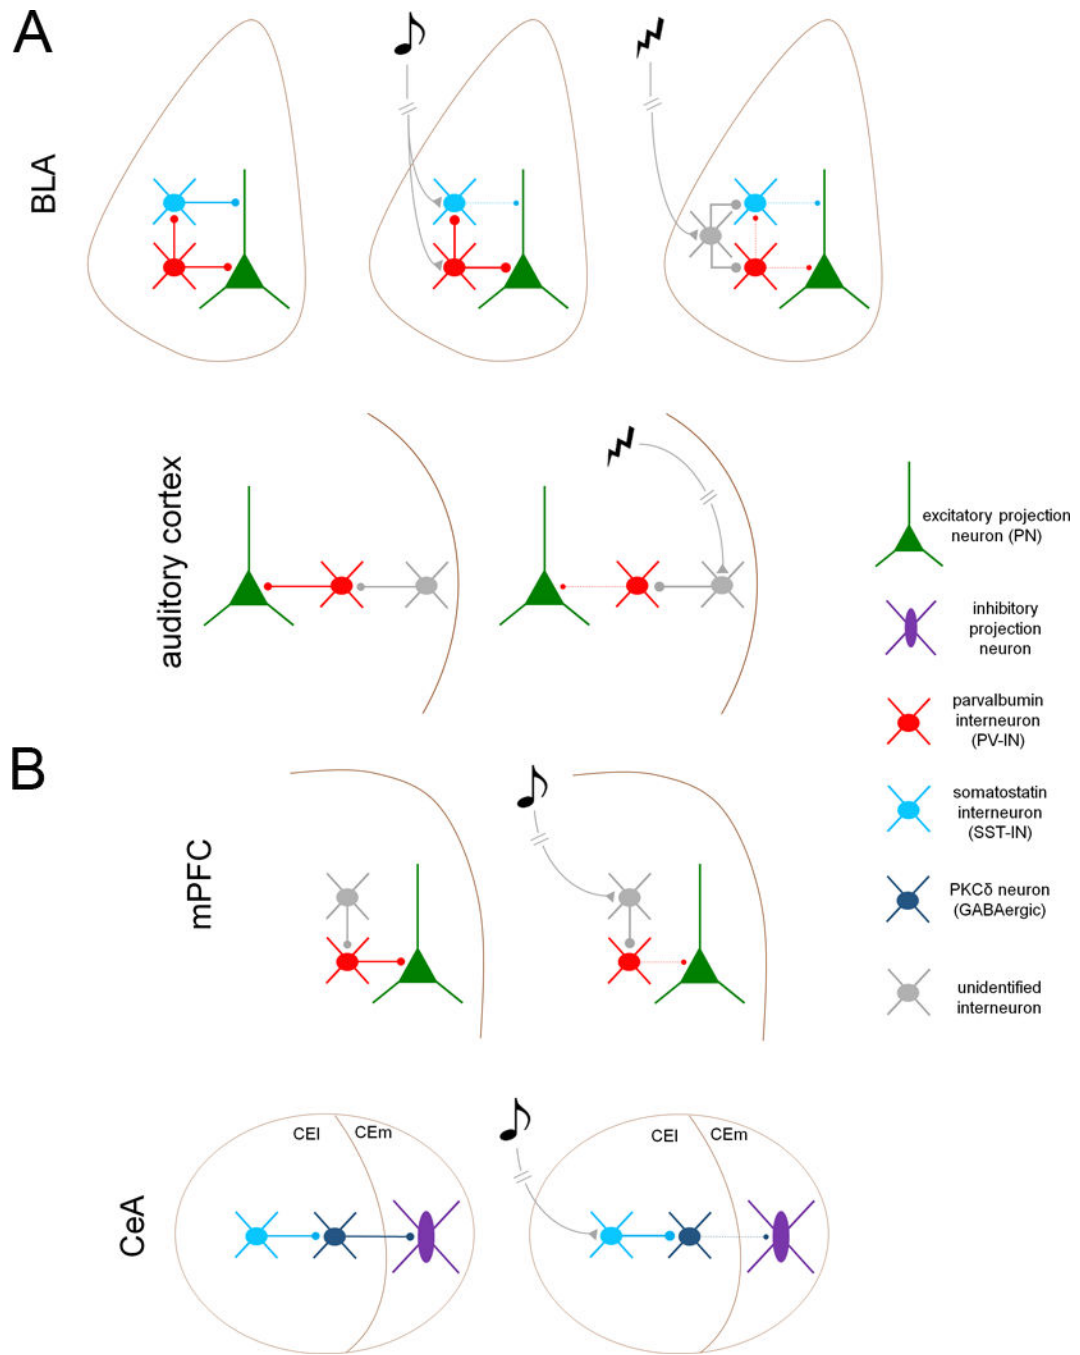 A
BLA
auditory cortex
excitatory projection
neuron (PN)
inhibitory
projection
neuron
parvalbumin
interneuron
(PV-IN)
somatostatin
interneuron
(SST-IN)
PKCδ neuron
(GABAergic)
unidentified
interneuron
B
mPFC
CeA
CEl
CEm
CEl
CEm